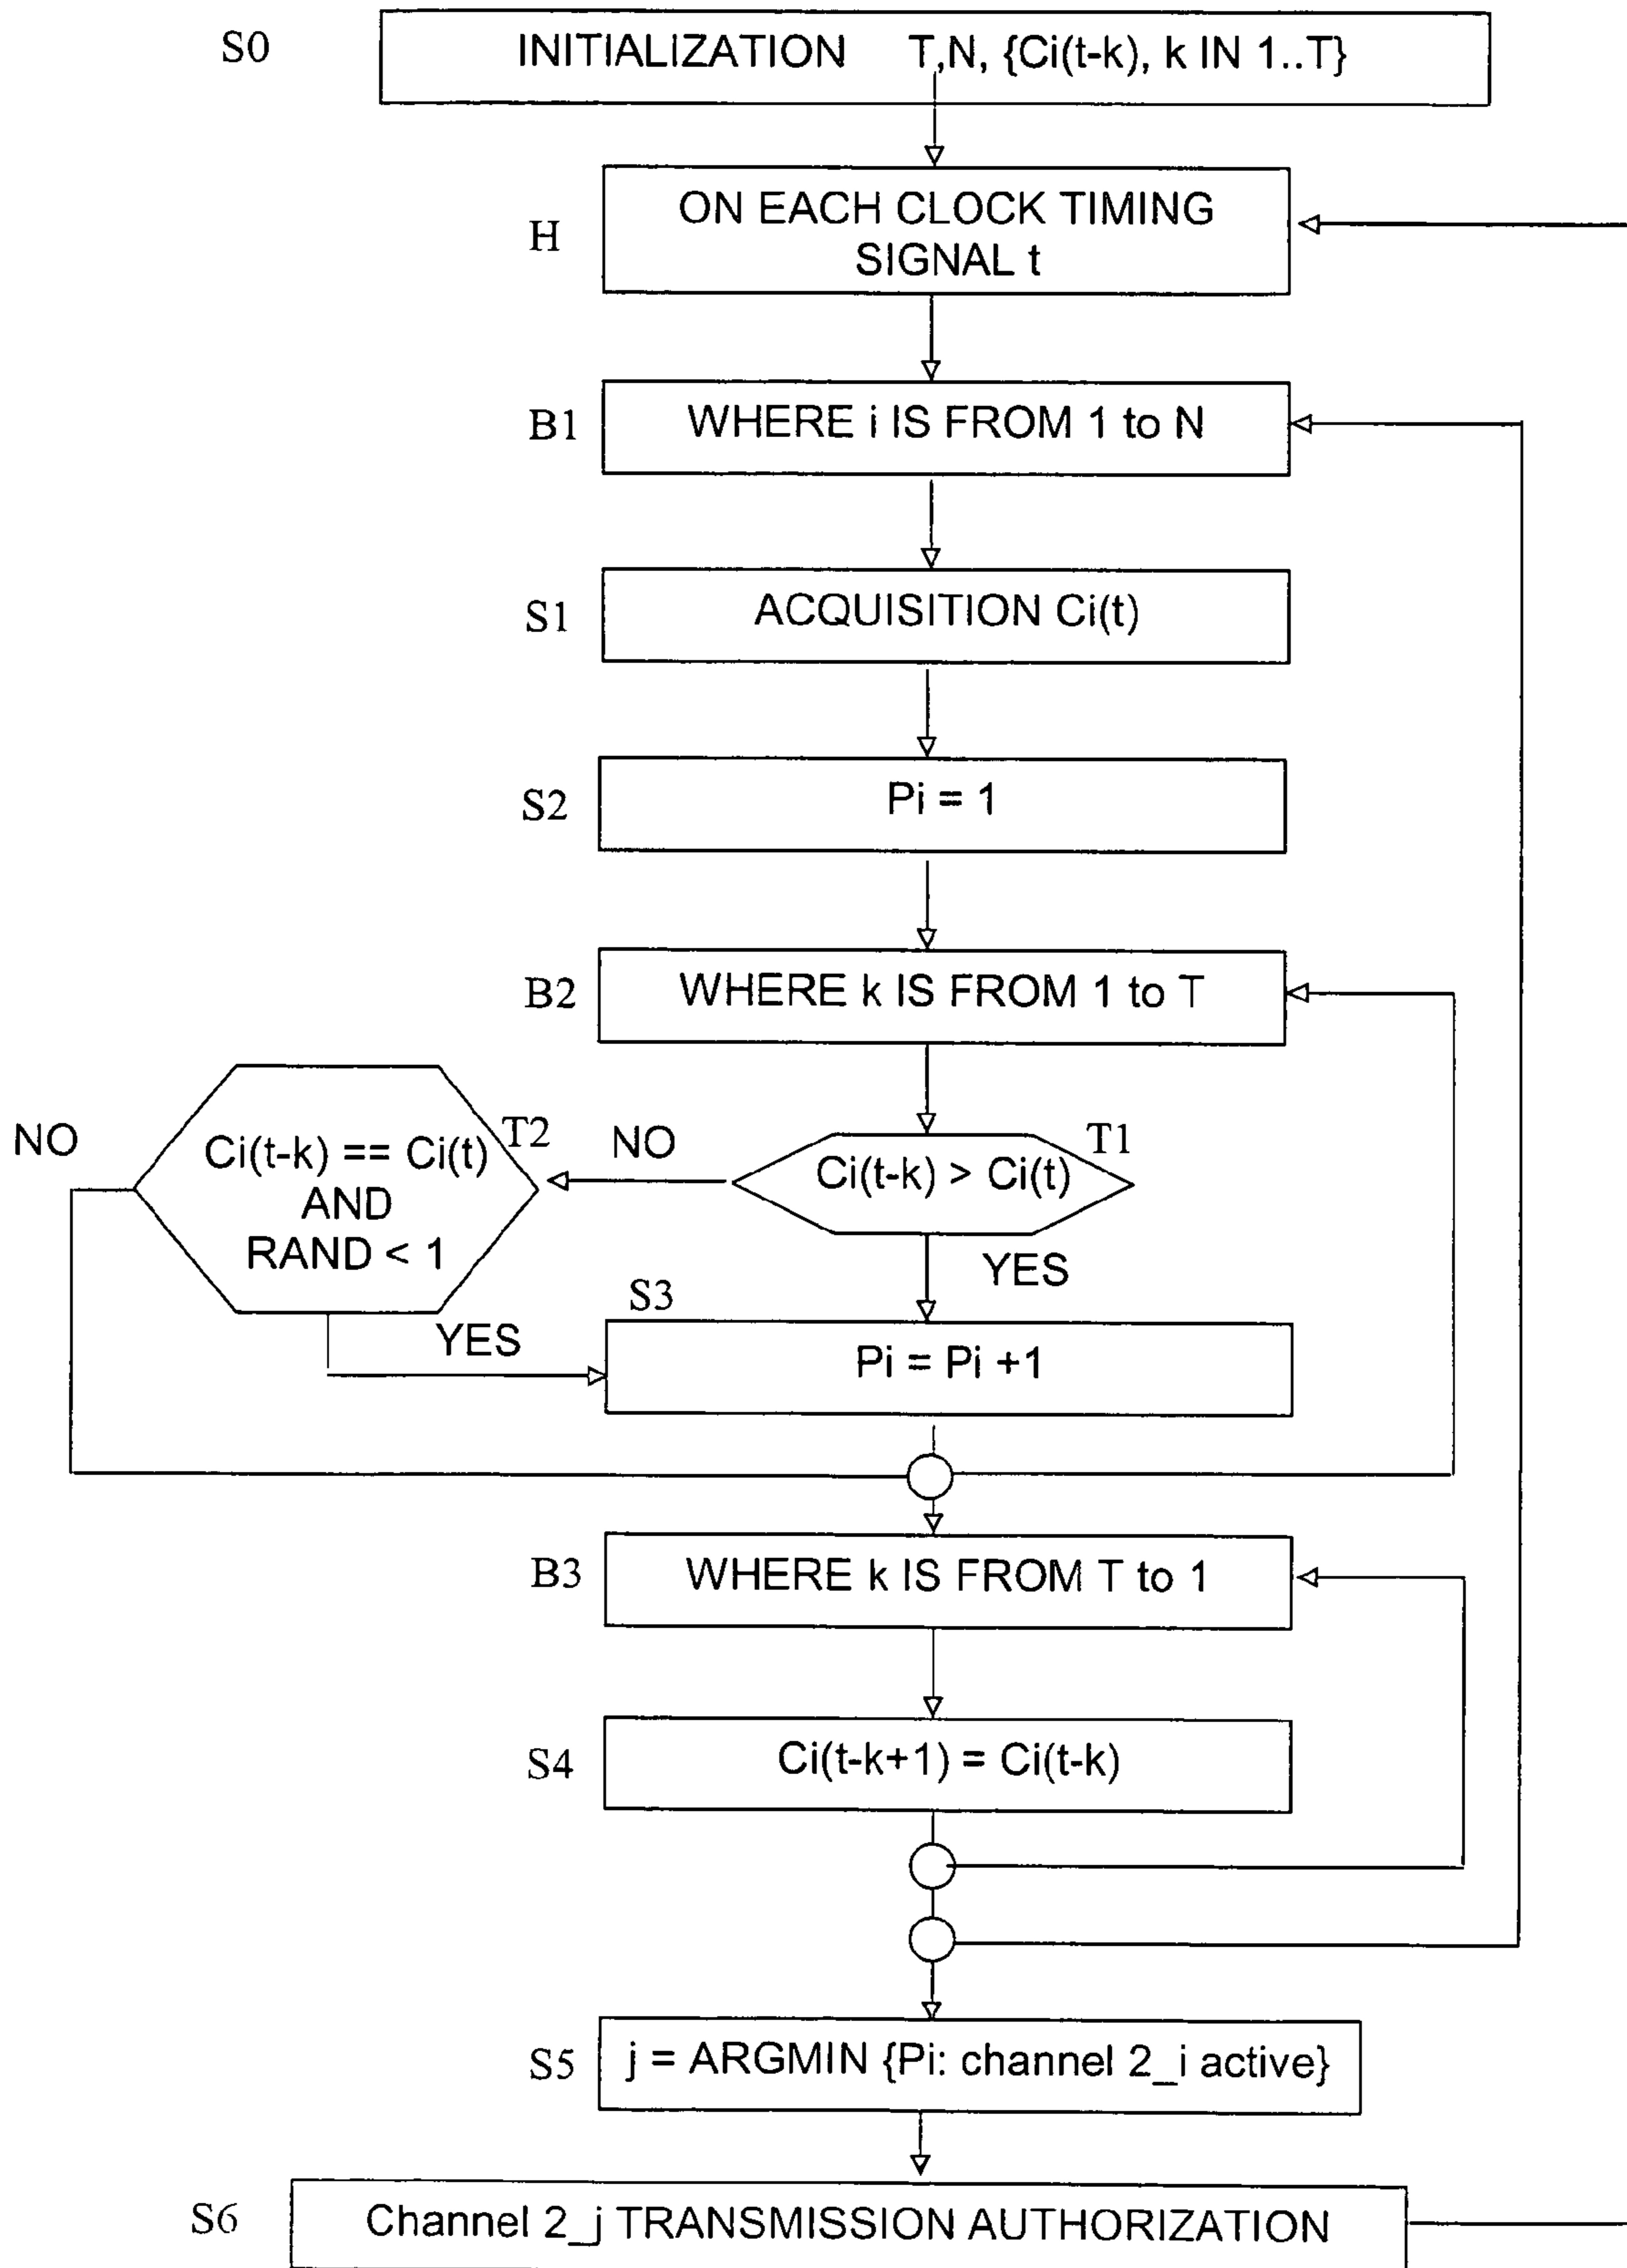 S0
INITIALIZATION T,N, {Ci(t-k), k IN 1..T}
H
ON EACH CLOCK TIMING
SIGNAL t
B1
WHERE i IS FROM 1 to N
S1
ACQUISITION Ci(t)
S2
Pi = 1
B2
WHERE k IS FROM 1 to T
NO
Ci(t-k) == Ci(t)
AND
RAND < 1
T2
NO
Ci(t-k) > Ci(t)
T1
YES
YES
S3
Pi = Pi +1
B3
WHERE k IS FROM T to 1
S4
Ci(t-k+1) = Ci(t-k)
S5
j = ARGMIN {Pi: channel 2_i active}
S6
Channel 2_j TRANSMISSION AUTHORIZATION